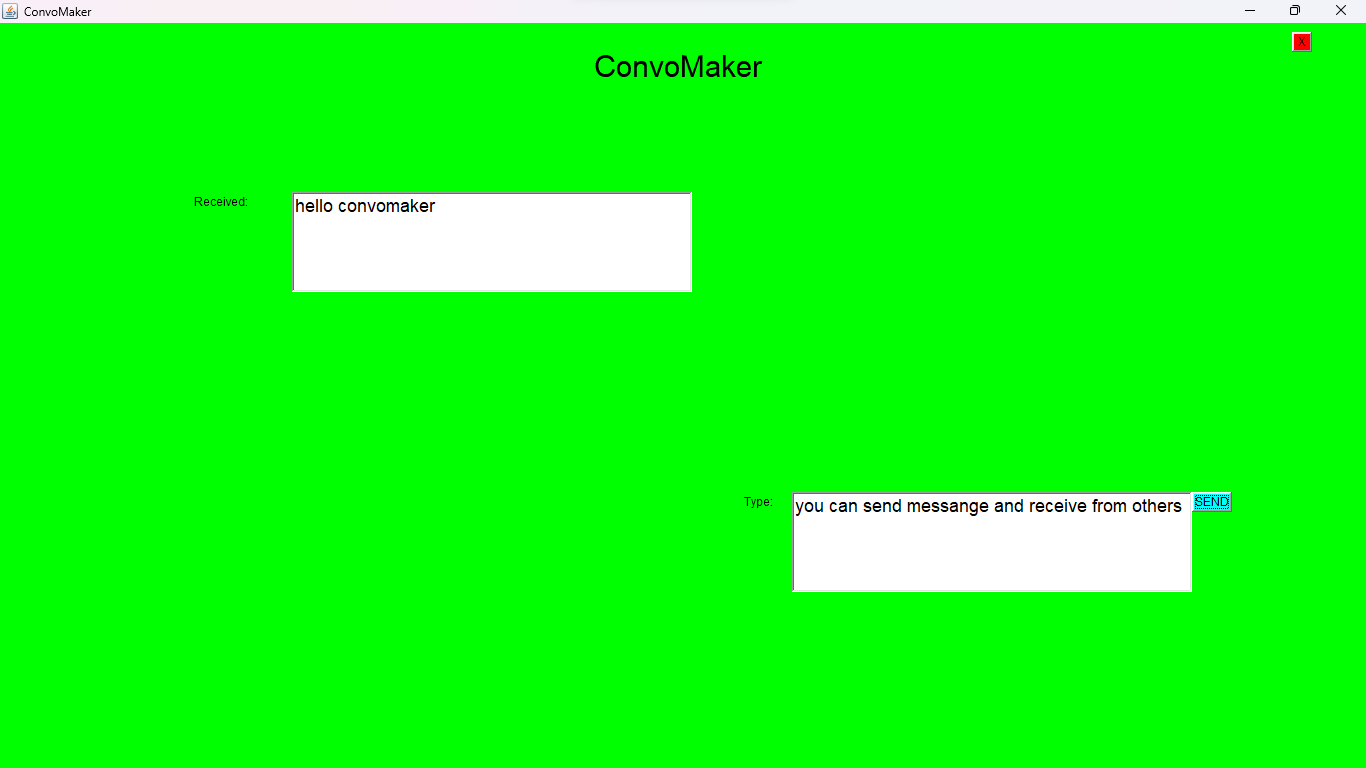 ConvoMaker
X
ConvoMaker
Received:
hello convomaker
Type:
you can send messange and receive from others
SEND